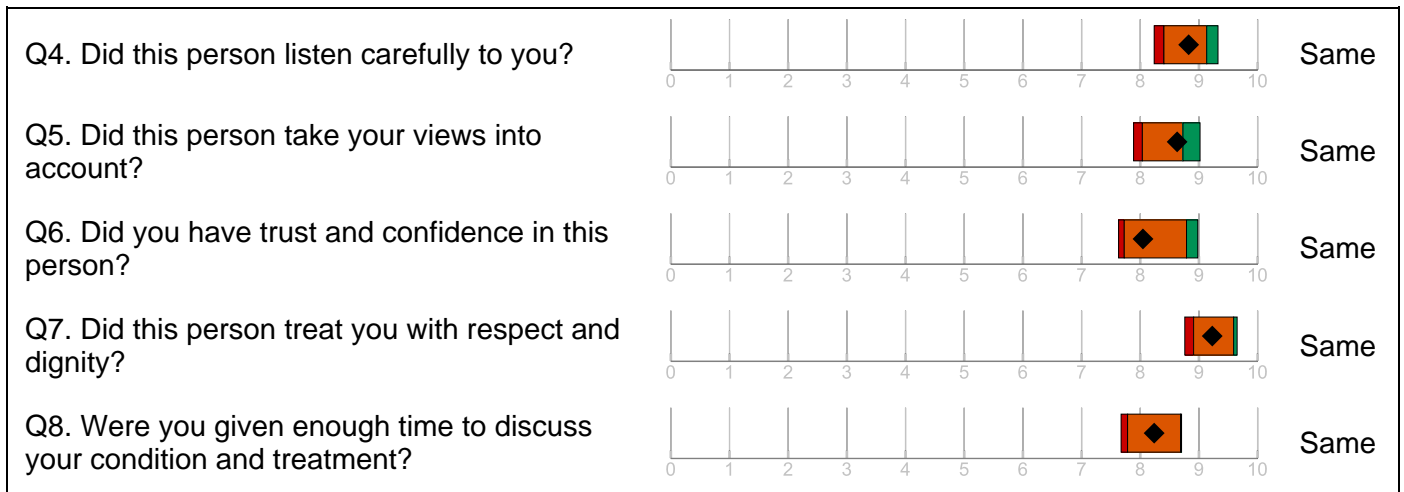 Q4. Did this person listen carefully to you?
0 1 2 3 4 5 6 7 8 9 10
Same
Q5. Did this person take your views into
account?
0 1 2 3 4 5 6 7 8 9 10
Same
Q6. Did you have trust and confidence in this
person?
0 1 2 3 4 5 6 7 8 9 10
Same
Q7. Did this person treat you with respect and
dignity?
0 1 2 3 4 5 6 7 8 9 10
Same
Q8. Were you given enough time to discuss
your condition and treatment?
0 1 2 3 4 5 6 7 8 9 10
Same